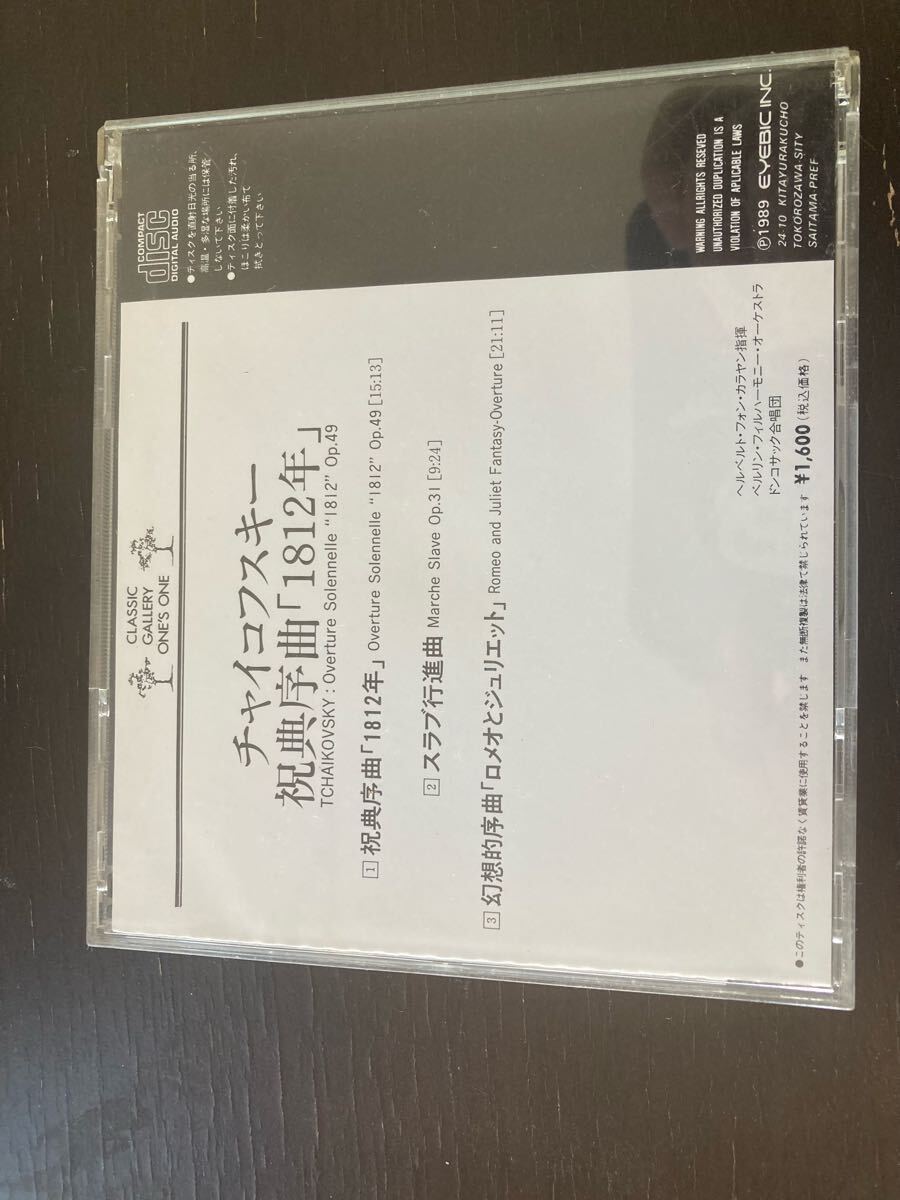 CLASSIC
GALLERY
ONE'S ONE
チャイコフスキー
祝典序曲「1812年」
TCHAIKOVSKY : Overture Solennelle “1812” Op.49
1 祝典序曲「1812年」 Overture Solennelle “1812” Op.49 [15:13]
2 スラブ行進曲 Marche Slave Op.31 [9:24]
3 幻想的序曲「ロメオとジュリエット」 Romeo and Juliet Fantasy-Overture [21:11]
ヘルベルト・フォン・カラヤン指揮
ベルリン・フィルハーモニー・オーケストラ
ドンコサック合唱団
¥1,600(税込価格)
●このディスクは権利者の許諾なく賃貸業に使用することを禁じます また無断複製は法律で禁じられています
COMPACT
disc
DIGITAL AUDIO
●ディスクを直射日光の当る所、
高温・多湿な場所には保管
しないで下さい
●ディスク面に付着した汚れ、
ほこりは柔かい布で
拭きとって下さい
WARNING ALLRIGHTS RESEVED
UNAUTHORIZED DUPLICATION IS A
VIOLATION OF APLICABLE LAWS
Ⓟ1989 EYEBIC INC.
24-10 KITAYURAKUCHO
TOKOROZAWA-SITY
SAITAMA PREF.